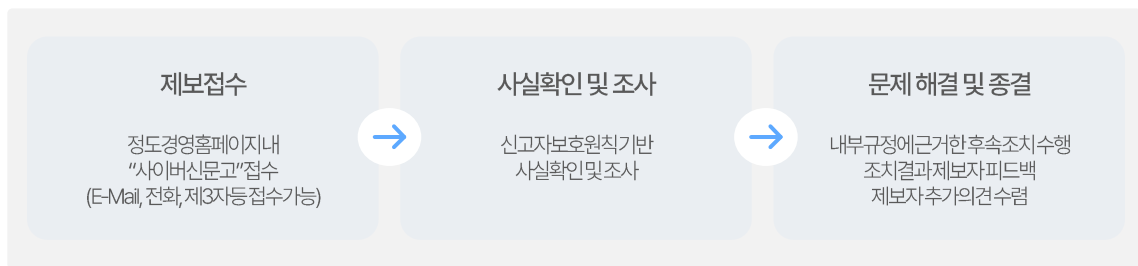 제보접수
정도경영홈페이지 내
“사이버신문고”접수
(E-Mail, 전화, 제3자 등 접수 가능)
사실확인 및 조사
신고자보호원칙 기반
사실확인 및 조사
문제 해결 및 종결
내부규정에 근거한 후속조치 수행
조치결과 제보자 피드백
제보자 추가의견 수렴